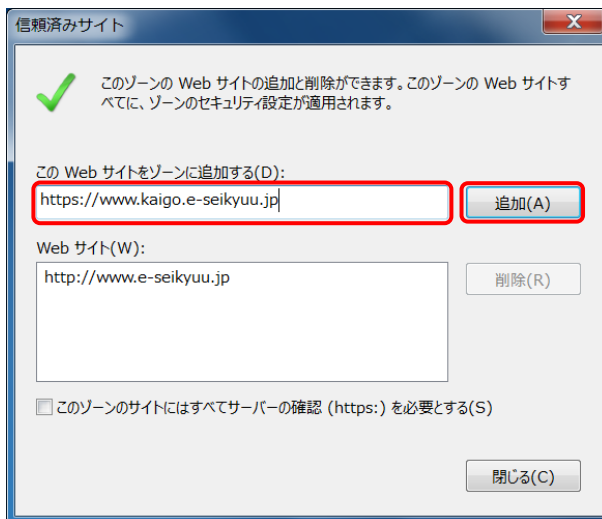 信頼済みサイト
このゾーンの Web サイトの追加と削除ができます。このゾーンの Web サイトす
べてに、ゾーンのセキュリティ設定が適用されます。
この Web サイトをゾーンに追加する(D):
https://www.kaigo.e-seikyuu.jp
追加(A)
Web サイト(W):
http://www.e-seikyuu.jp
削除(R)
このゾーンのサイトにはすべてサーバーの確認 (https:) を必要とする(S)
閉じる(C)